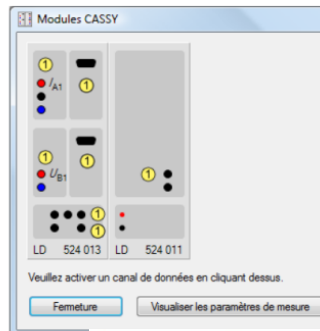 Modules CASSY
1
I A1
1
1
U B1
1
1
1
1
LD 524 013 LD 524 011
Veuillez activer un canal de données en cliquant dessus.
Fermeture Visualiser les paramètres de mesure